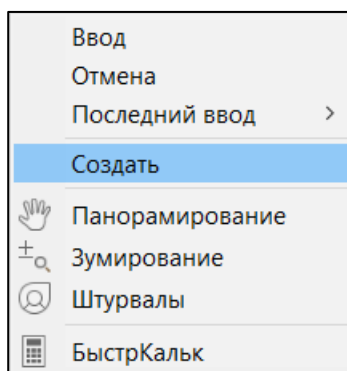 Ввод
Отмена
Последний ввод
Создать
Панорамирование
Зумирование
Штурвалы
БыстрКальк